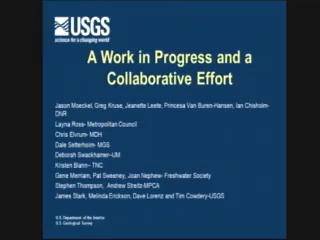 USGS
science for a changing world
A Work in Progress and a
Collaborative Effort
Jason Moeckel, Greg Kruse, Jeanette Leete, Princesa Van Buren-Hansen, Ian Chisholm-
DNR
Layna Ross- Metropolitan Council
Chris Elvrum- MDH
Dale Setterholm- MGS
Deborah Swackhamer–UM
Kristen Blann– TNC
Gene Merriam, Pat Sweeney, Joan Nephew- Freshwater Society
Stephen Thompson, Andrew Streitz-MPCA
James Stark, Melinda Erickson, Dave Lorenz and Tim Cowdery-USGS
U.S. Department of the Interior
U.S. Geological Survey